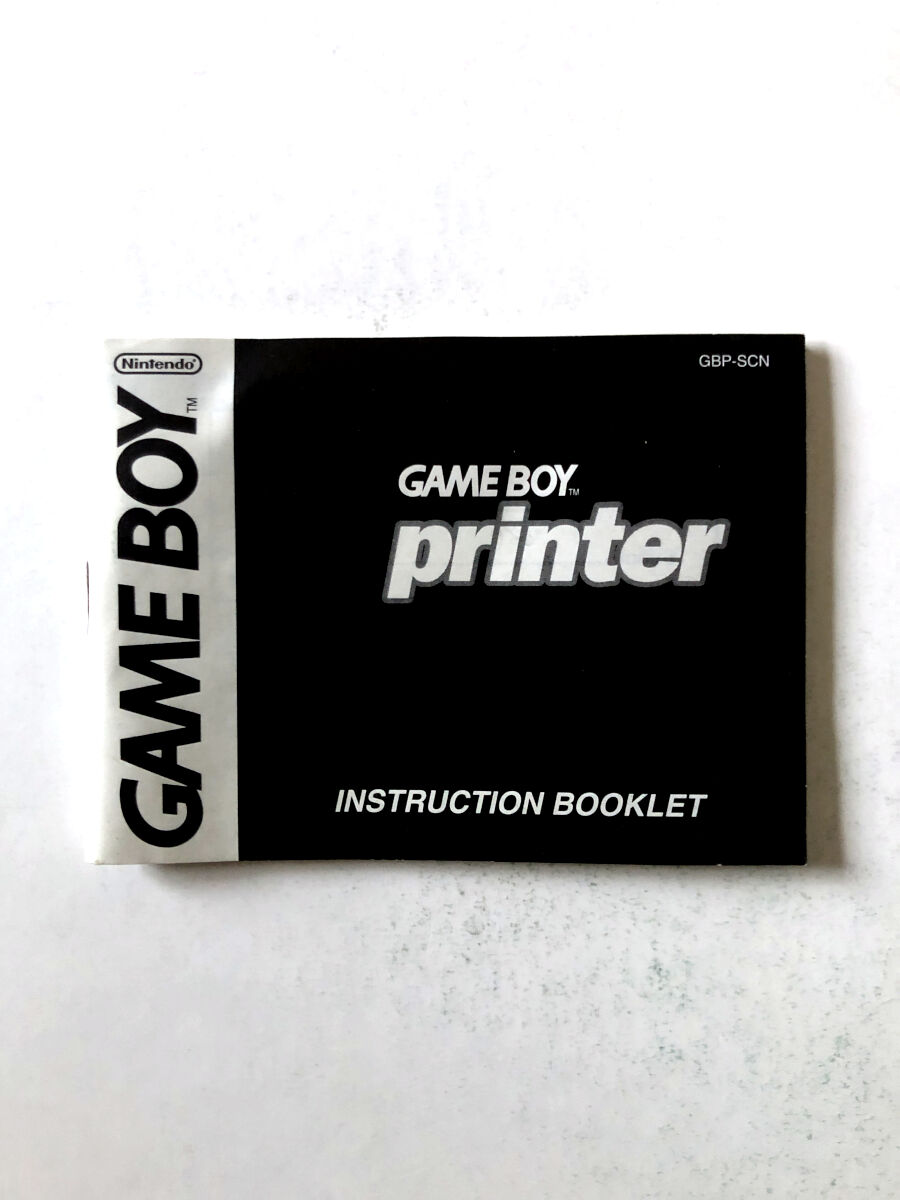 Nintendo®
GAME BOY™
GBP-SCN
GAME BOY™
printer
INSTRUCTION BOOKLET